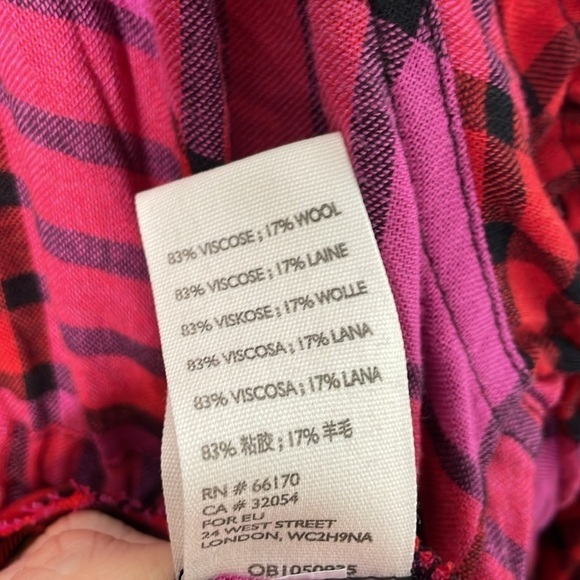 83% VISCOSE ; 17% WOOL
83% VISCOSE ; 17% LAINE
83% VISKOSE ; 17% WOLLE
83% VISCOSA ; 17% LANA
83% VISCOSA ; 17% LANA
83% 粘胶 ; 17% 羊毛
RN # 66170
CA # 32054
FOR EU
24 WEST STREET
LONDON, WC2H9NA